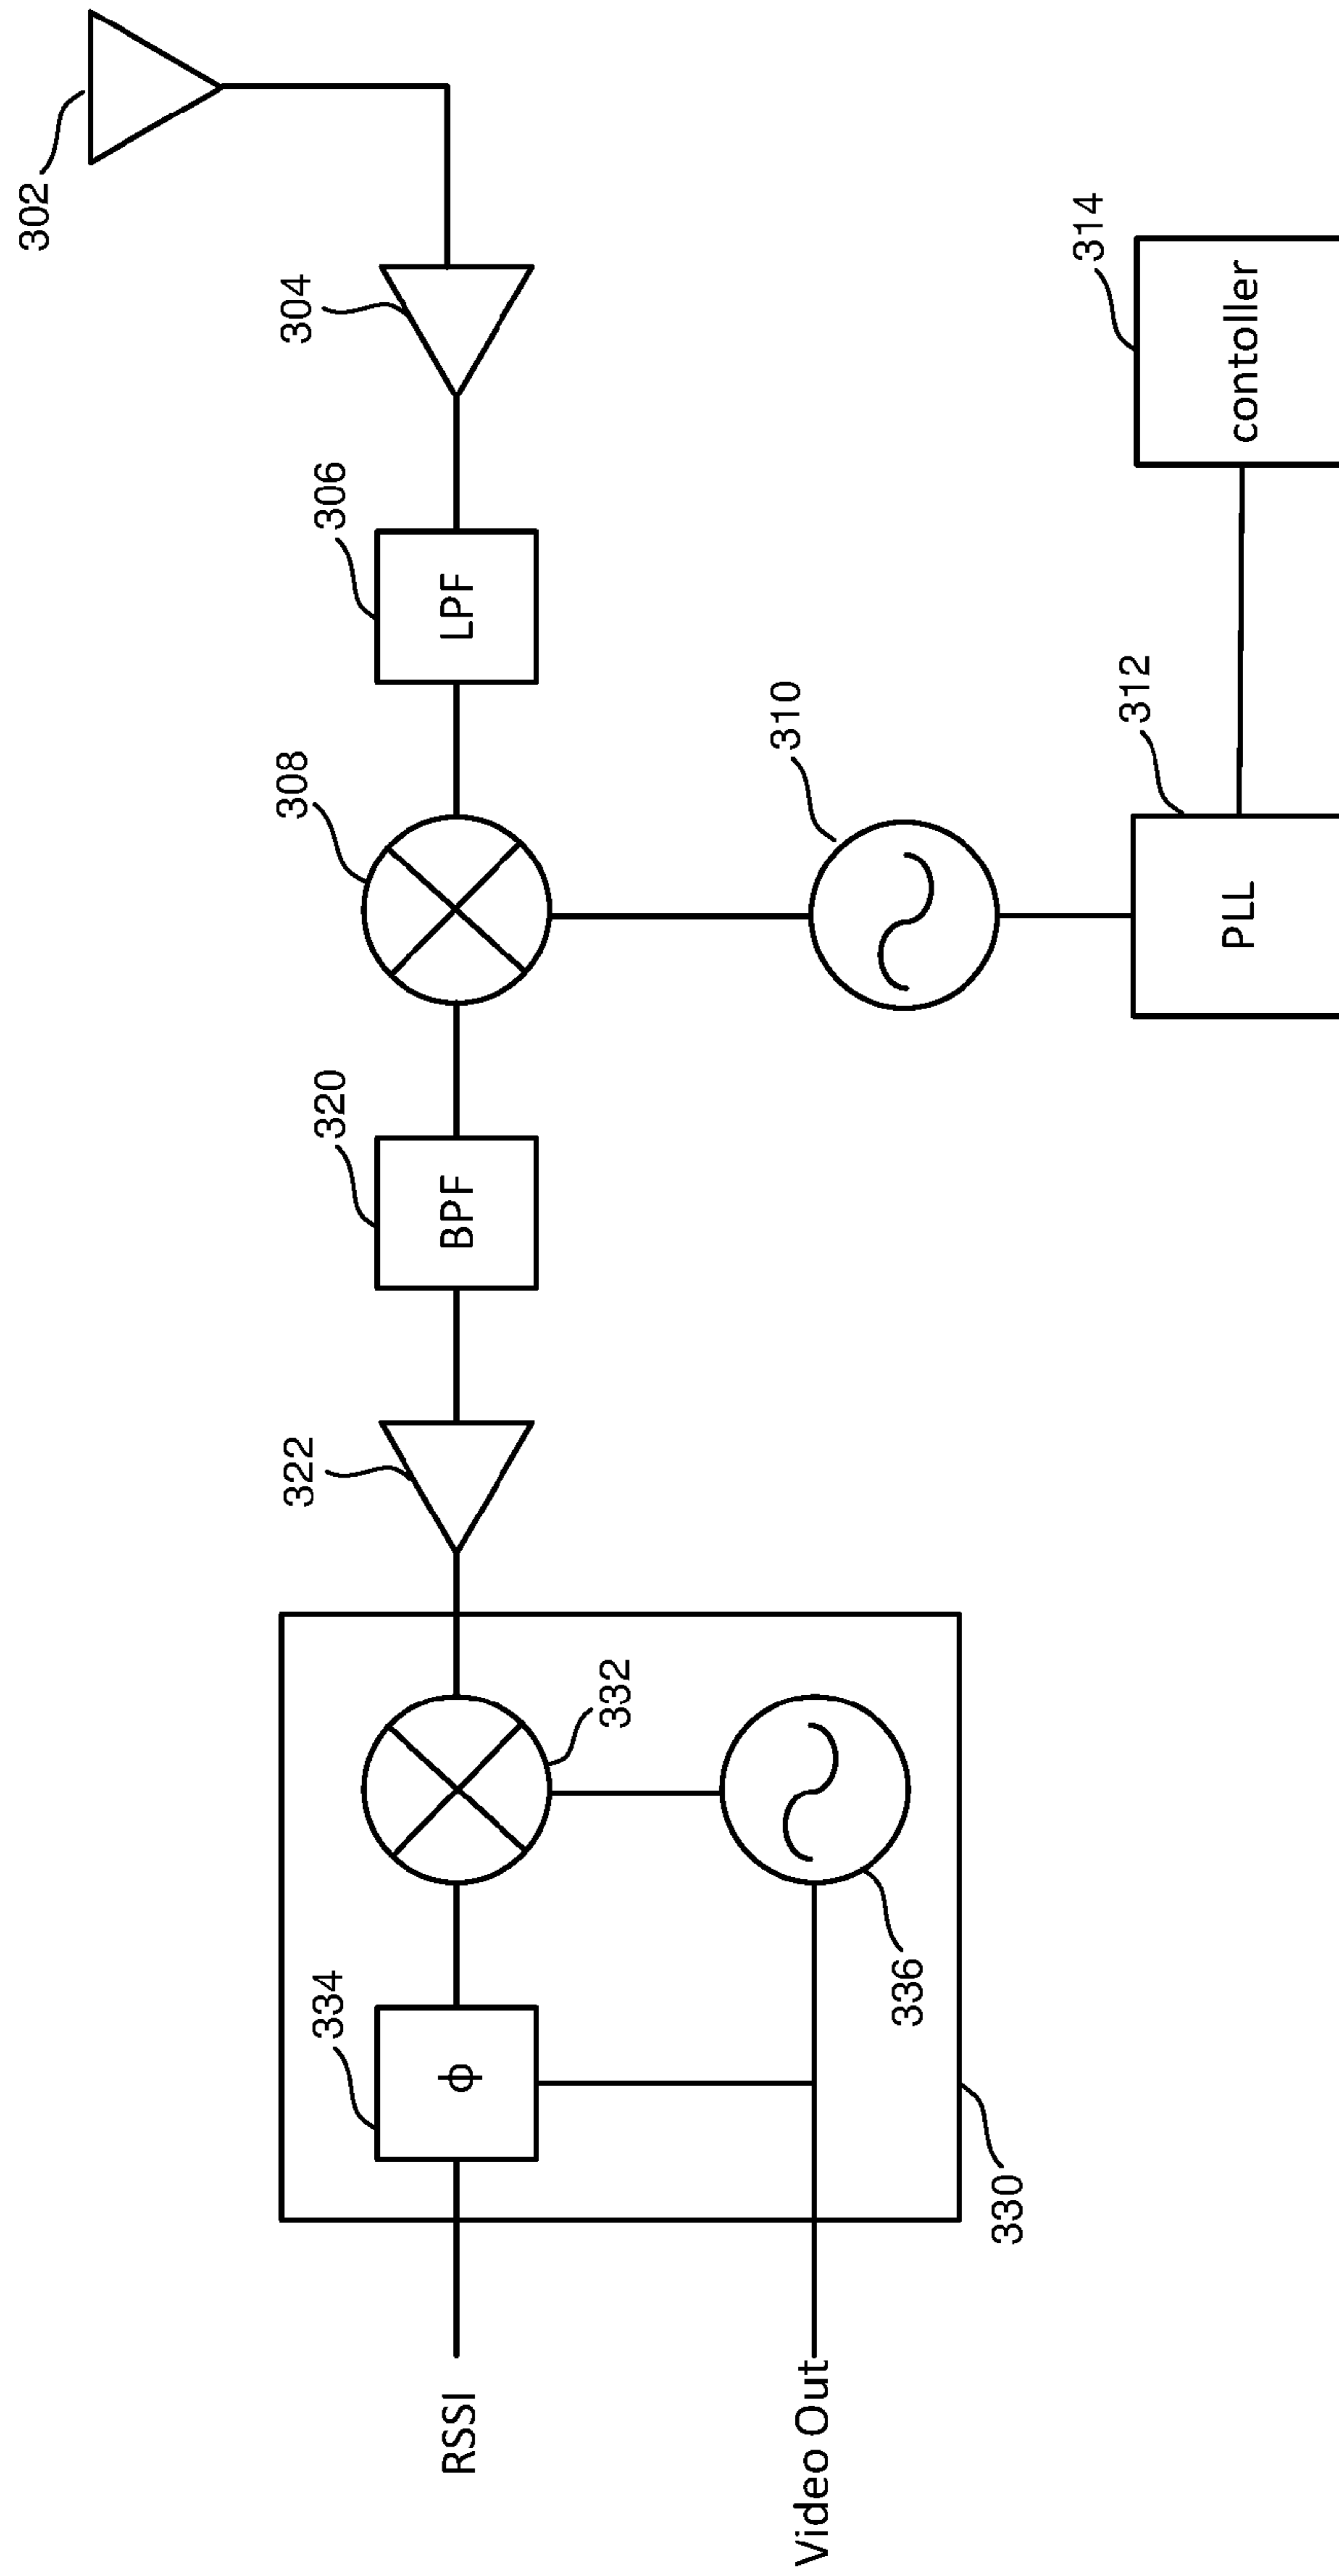 302
304
306
LPF
308
310
312
PLL
314
contoller
320
BPF
322
332
334
ϕ
336
330
RSSI
Video Out